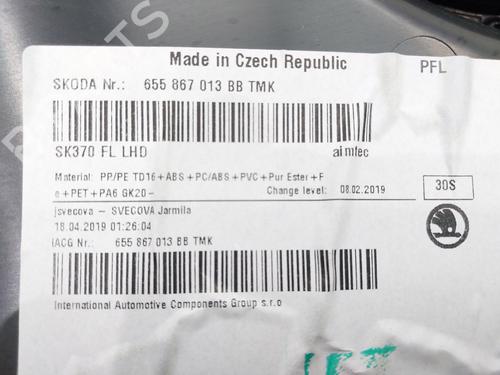 Made in Czech Republic
PFL
SKODA Nr.: 655 867 013 BB TMK
SK370 FL LHD
aimtec
Material: PP/PE TD16+ABS+PC/ABS+PVC+Pur Ester+F
e+PET+PA6 GK20-
Change level: 08.02.2019
30S
jsvecova - SVECOVA Jarmila
18.04.2019 01:26:04
IACG Nr.: 655 867 013 BB TMK
International Automotive Components Group s.r.o
B-PARTS